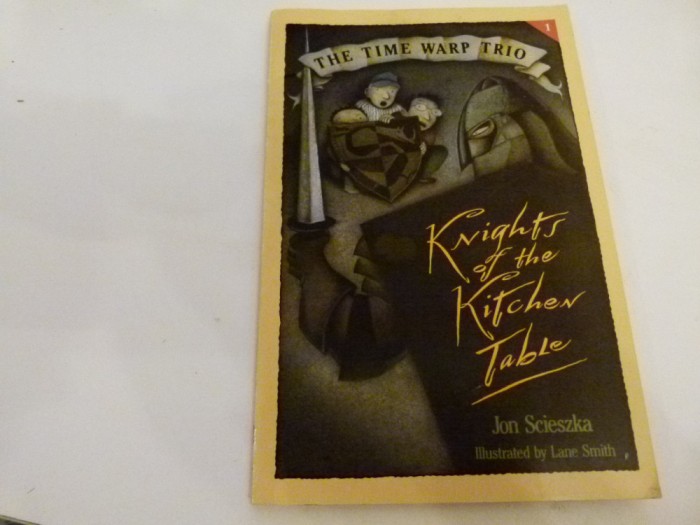 1
THE TIME WARP TRIO
Knights
of the
Kitchen
Table
Jon Scieszka
Illustrated by Lane Smith